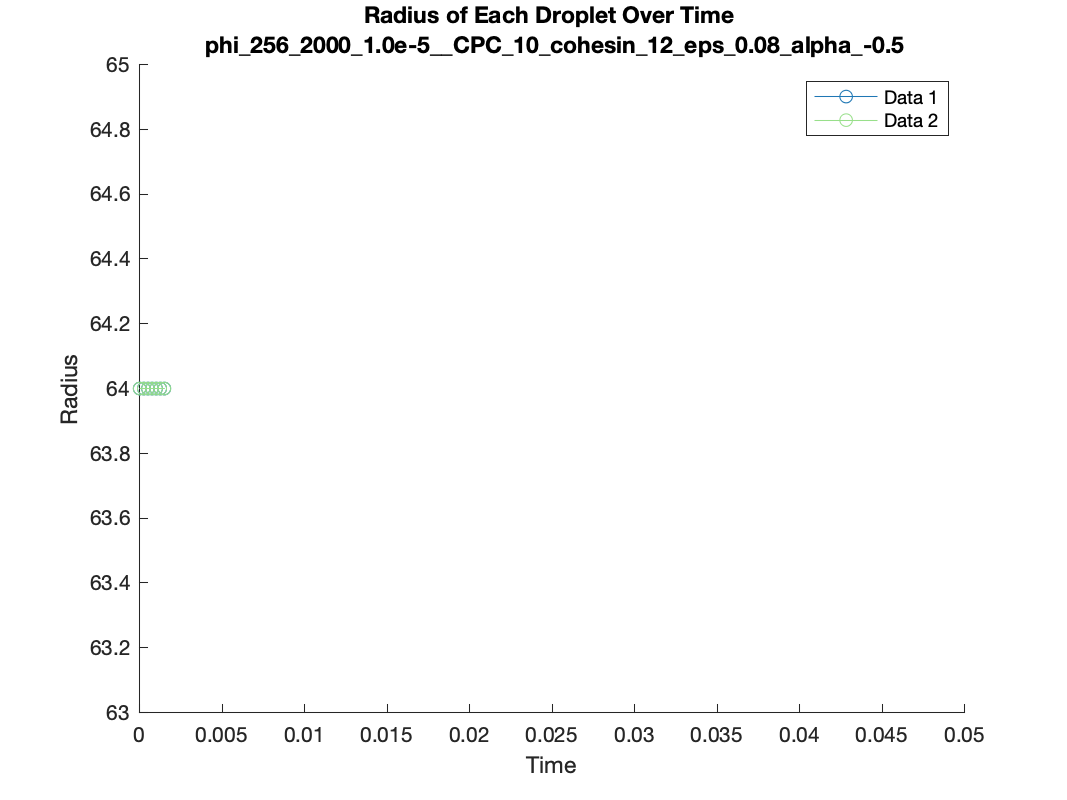 Radius of Each Droplet Over Time
phi_256_2000_1.0e-5__CPC_10_cohesin_12_eps_0.08_alpha_-0.5
Data 1
Data 2
65
64.8
64.6
64.4
64.2
64
63.8
63.6
63.4
63.2
63
Radius
0 0.005 0.01 0.015 0.02 0.025 0.03 0.035 0.04 0.045 0.05
Time